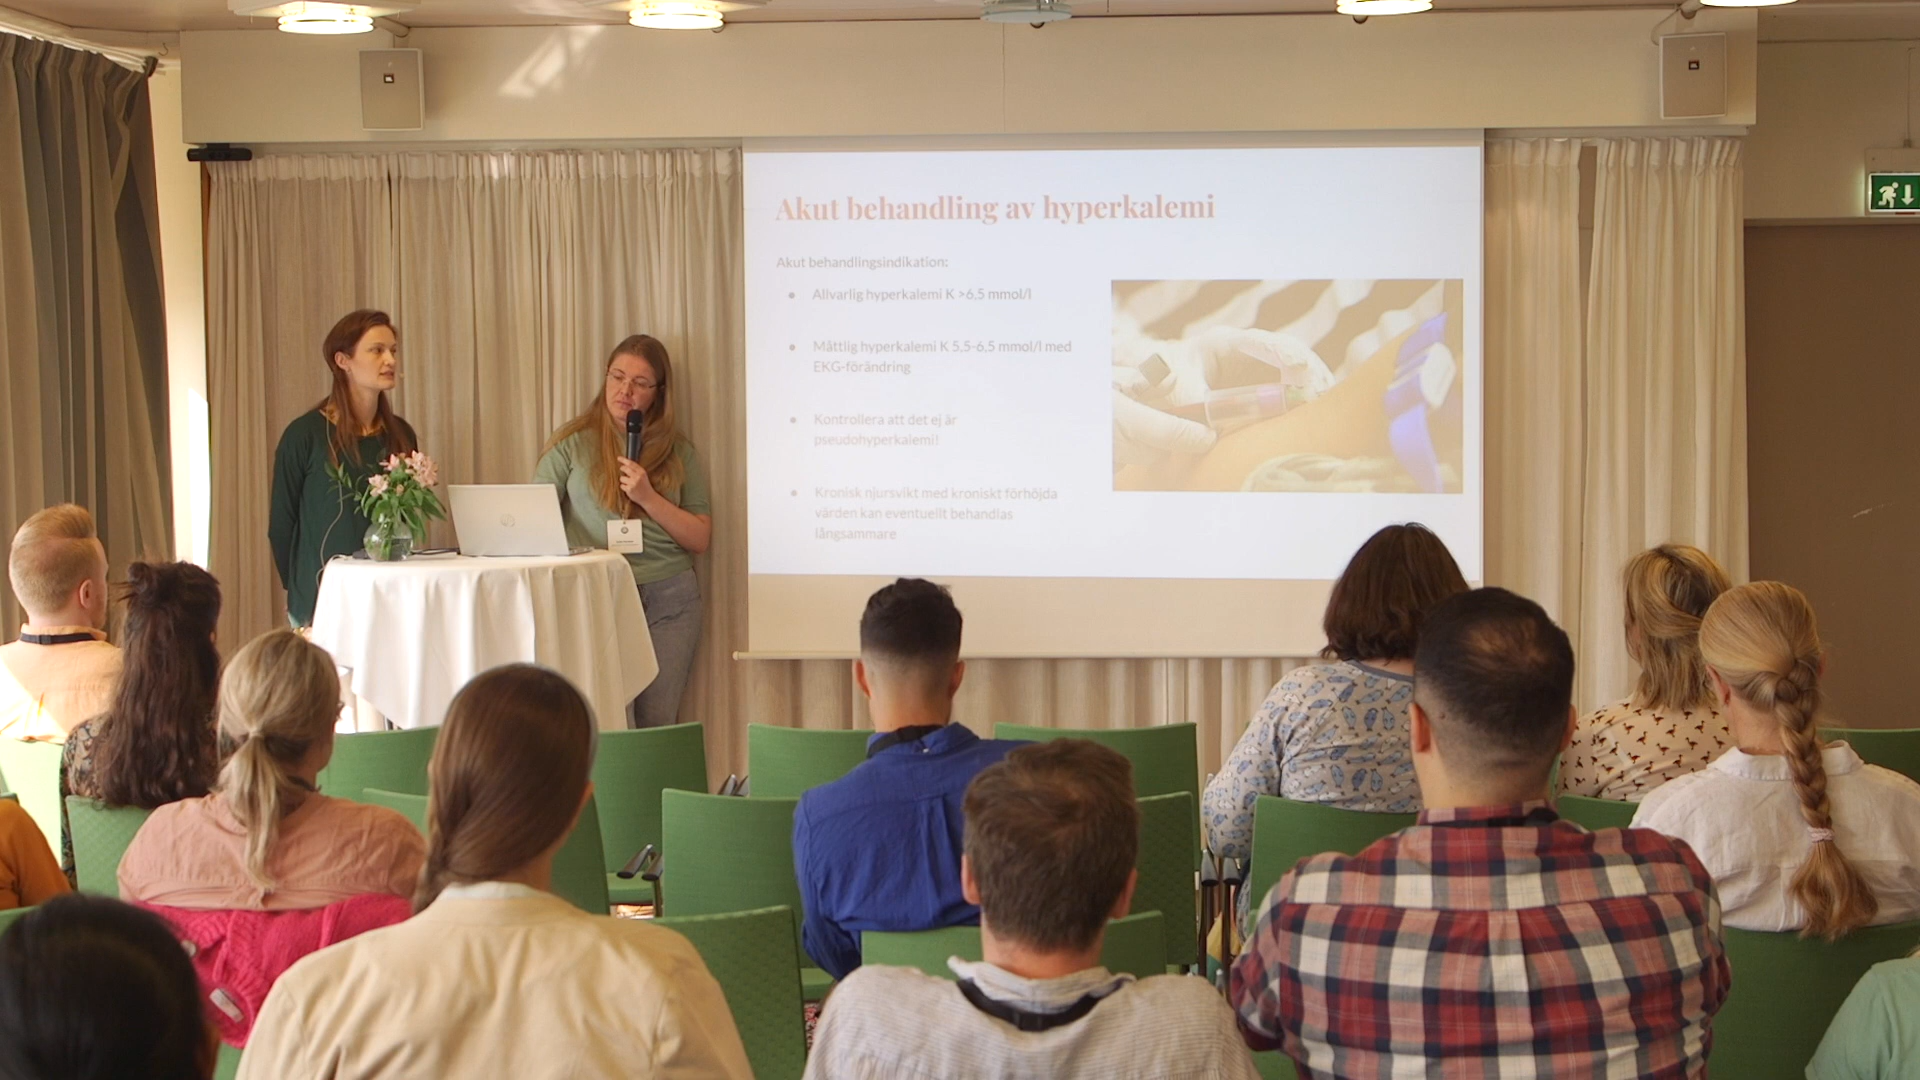 Akut behandling av hyperkalemi
Akut behandlingsindikation:
● Allvarlig hyperkalemi K >6,5 mmol/l
● Måttlig hyperkalemi K 5,5-6,5 mmol/l med
EKG-förändring
● Kontrollera att det ej är
pseudohyperkalemi!
● Kronisk njursvikt med kroniskt förhöjda
värden kan eventuellt behandlas
långsammare